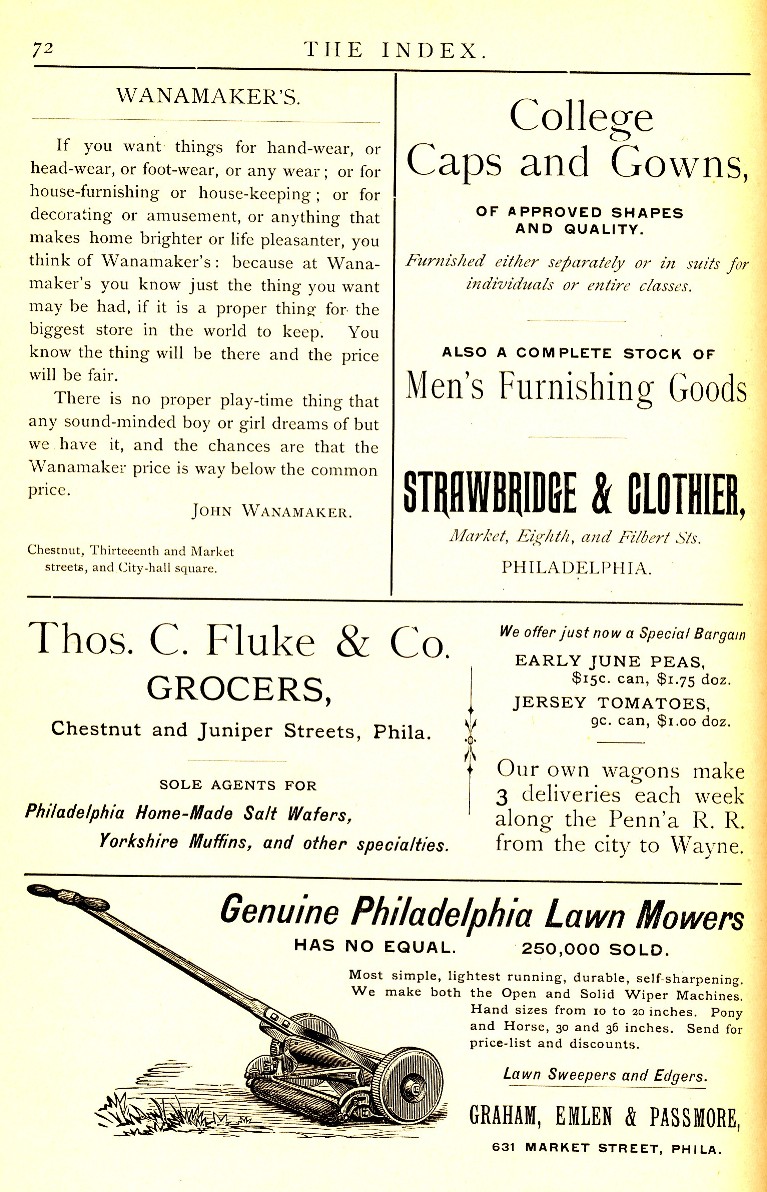 72
THE INDEX.
WANAMAKER'S.
If you want things for hand-wear, or
head-wear, or foot-wear, or any wear; or for
house-furnishing or house-keeping; or for
decorating or amusement, or anything that
makes home brighter or life pleasanter, you
think of Wanamaker's: because at Wana-
maker's you know just the thing you want
may be had, if it is a proper thing for the
biggest store in the world to keep. You
know the thing will be there and the price
will be fair.
There is no proper play-time thing that
any sound-minded boy or girl dreams of but
we have it, and the chances are that the
Wanamaker price is way below the common
price.
JOHN WANAMAKER.
Chestnut, Thirteenth and Market
streets, and City-hall square.
College
Caps and Gowns,
OF APPROVED SHAPES
AND QUALITY.
Furnished either separately or in suits for
individuals or entire classes.
ALSO A COMPLETE STOCK OF
Men's Furnishing Goods
STRAWBRIDGE & CLOTHIER,
Market, Eighth, and Filbert Sts.
PHILADELPHIA.
Thos. C. Fluke & Co.
GROCERS,
Chestnut and Juniper Streets, Phila.
SOLE AGENTS FOR
Philadelphia Home-Made Salt Wafers,
Yorkshire Muffins, and other specialties.
We offer just now a Special Bargain
EARLY JUNE PEAS,
$15c. can, $1.75 doz.
JERSEY TOMATOES,
9c. can, $1.00 doz.
Our own wagons make
3 deliveries each week
along the Penn'a R. R.
from the city to Wayne.
Genuine Philadelphia Lawn Mowers
HAS NO EQUAL. 250,000 SOLD.
Most simple, lightest running, durable, self-sharpening.
We make both the Open and Solid Wiper Machines.
Hand sizes from 10 to 20 inches. Pony
and Horse, 30 and 36 inches. Send for
price-list and discounts.
Lawn Sweepers and Edgers.
GRAHAM, EMLEN & PASSMORE,
631 MARKET STREET, PHILA.